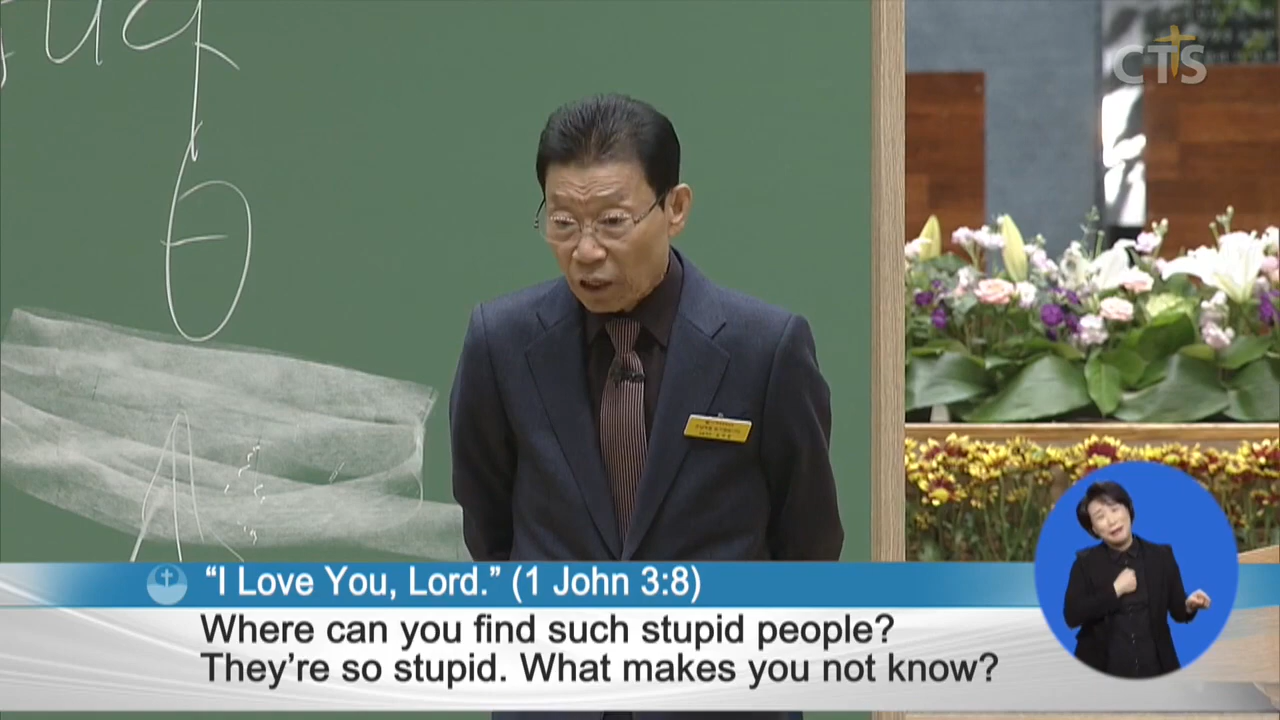 CTS
“I Love You, Lord.” (1 John 3:8)
Where can you find such stupid people?
They’re so stupid. What makes you not know?